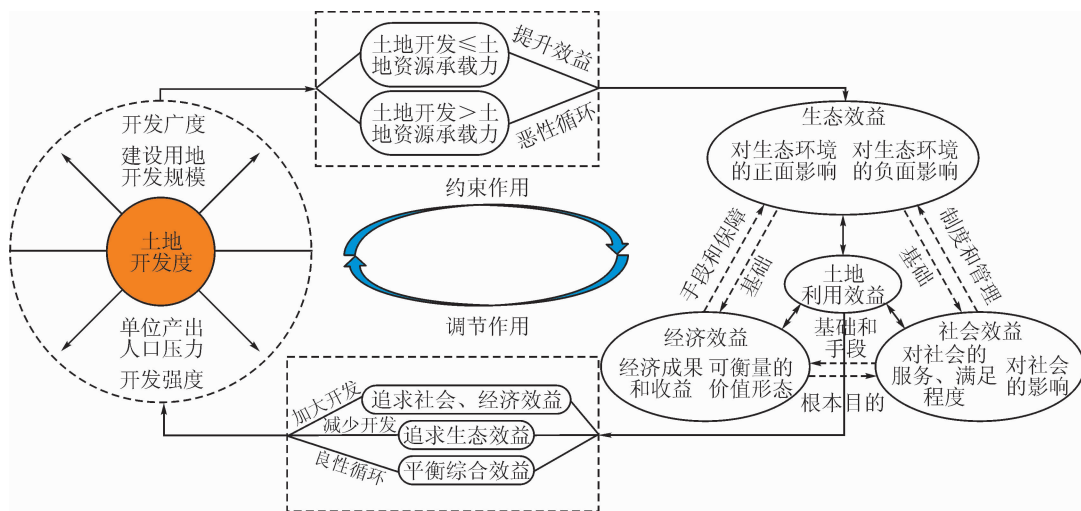 开发广度
建设用地
开发规模
土地
开发度
单位产出
人口压力
开发强度
土地开发≤土
地资源承载力
提升效益
土地开发>土
地资源承载力
恶性循环
约束作用
调节作用
生态效益
对生态环境
的正面影响
对生态环境
的负面影响
手段和保障
基础
基础
制度和管理
土地
利用效益
经济效益
经济成果
和收益
可衡量的
价值形态
基础和
手段
根本目的
社会效益
对社会的
服务、满足
程度
对社会
的影响
加大开发
追求社会、经济效益
减少开发
追求生态效益
良性循环
平衡综合效益